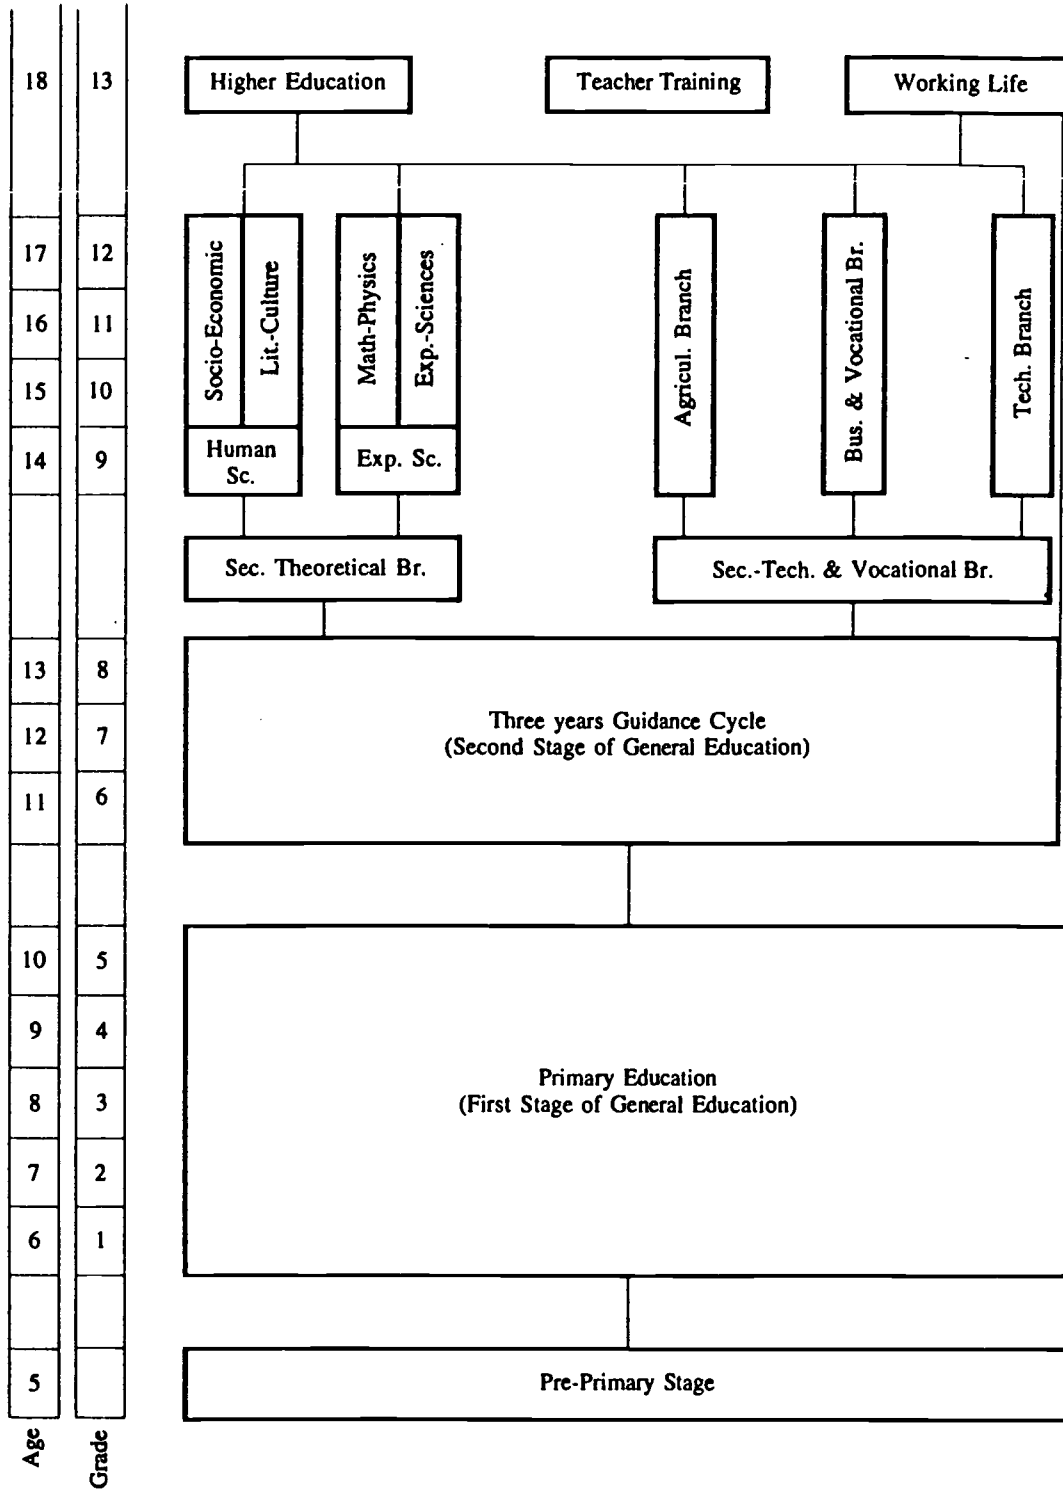 18 13 Higher Education Teacher Training Working Life
17 12
16 11
15 10
14 9
Socio-Economic
Lit.-Culture
Math-Physics
Exp.-Sciences
Agricul. Branch
Bus. & Vocational Br.
Tech. Branch
Human
Sc.
Exp. Sc.
Sec. Theoretical Br.
Sec.-Tech. & Vocational Br.
13 8
12 7
11 6
Three years Guidance Cycle
(Second Stage of General Education)
10 5
9 4
8 3
7 2
6 1
Primary Education
(First Stage of General Education)
5
Pre-Primary Stage
Age
Grade